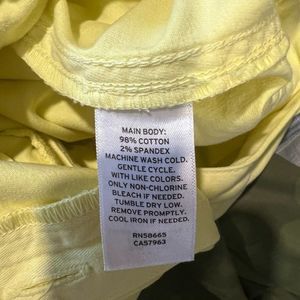 MAIN BODY:
98% COTTON
2% SPANDEX
MACHINE WASH COLD.
GENTLE CYCLE.
WITH LIKE COLORS.
ONLY NON-CHLORINE
BLEACH IF NEEDED.
TUMBLE DRY LOW.
REMOVE PROMPTLY.
COOL IRON IF NEEDED.
RN58665
CA57963